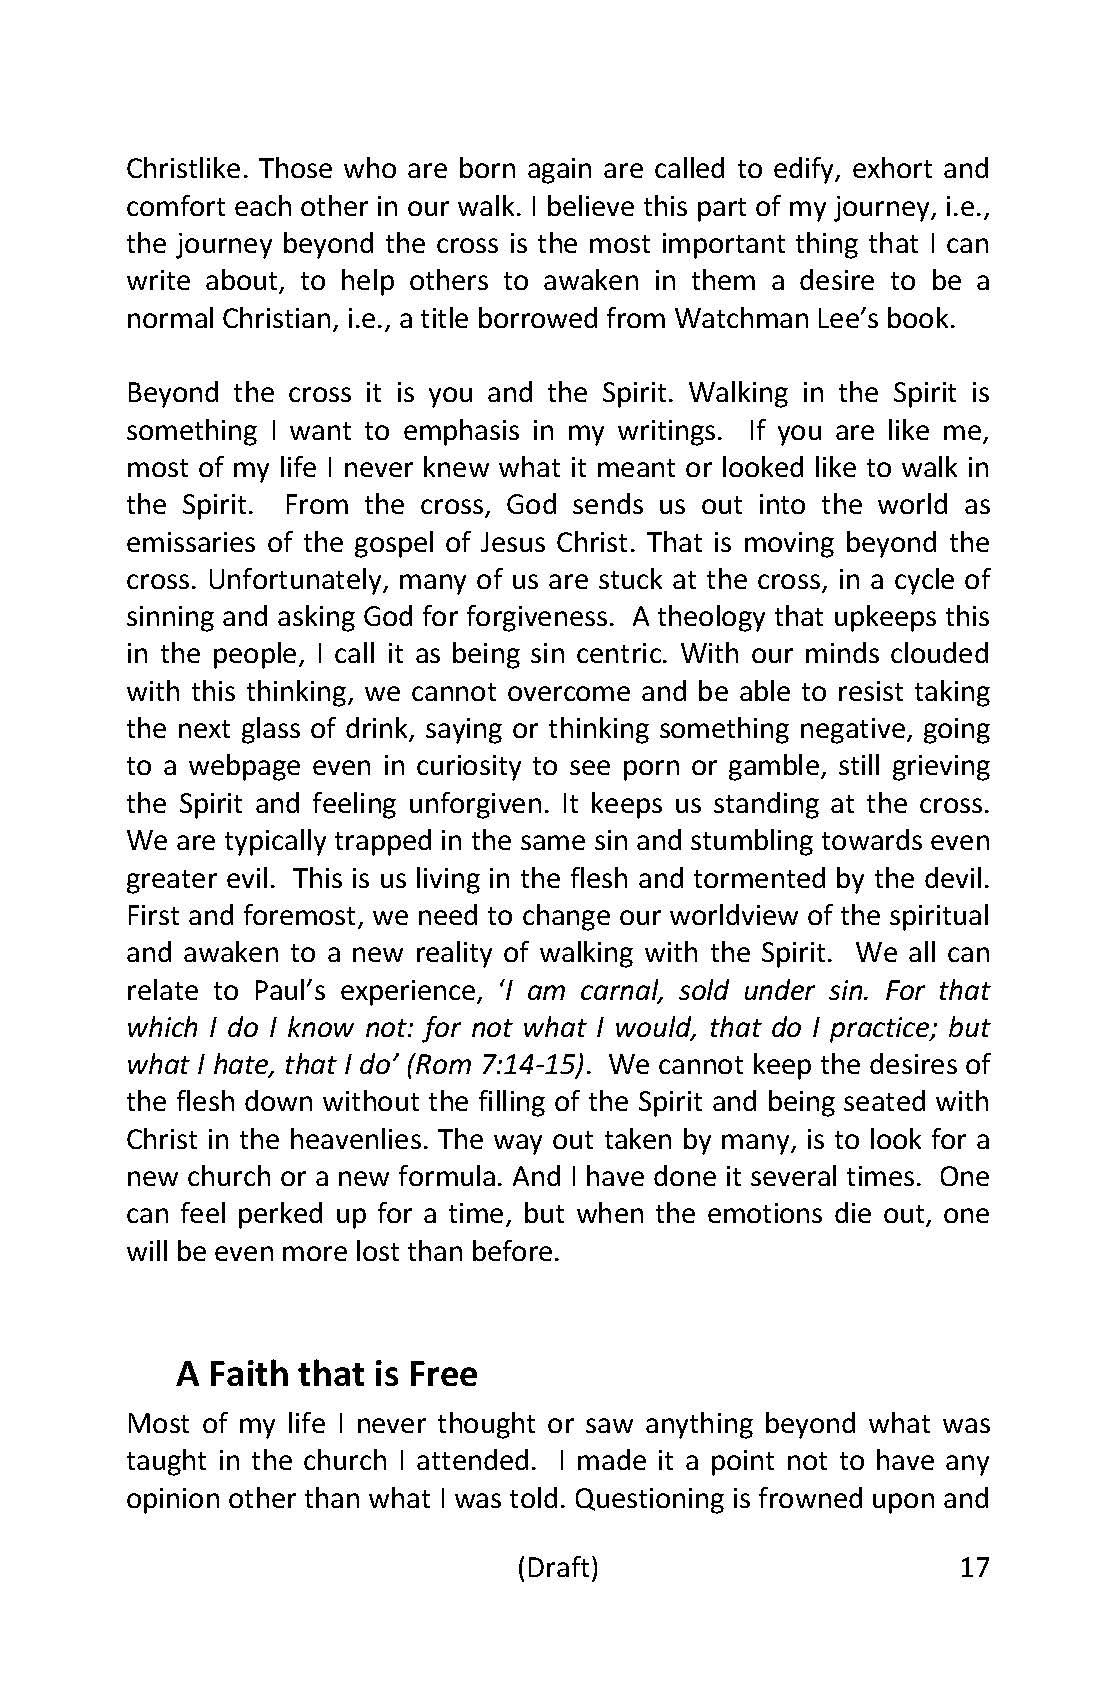 Christlike. Those who are born again are called to edify, exhort and
comfort each other in our walk. I believe this part of my journey, i.e.,
the journey beyond the cross is the most important thing that I can
write about, to help others to awaken in them a desire to be a
normal Christian, i.e., a title borrowed from Watchman Lee’s book.
Beyond the cross it is you and the Spirit. Walking in the Spirit is
something I want to emphasis in my writings.  If you are like me,
most of my life I never knew what it meant or looked like to walk in
the Spirit.  From the cross, God sends us out into the world as
emissaries of the gospel of Jesus Christ. That is moving beyond the
cross. Unfortunately, many of us are stuck at the cross, in a cycle of
sinning and asking God for forgiveness.  A theology that upkeeps this
in the people, I call it as being sin centric. With our minds clouded
with this thinking, we cannot overcome and be able to resist taking
the next glass of drink, saying or thinking something negative, going
to a webpage even in curiosity to see porn or gamble, still grieving
the Spirit and feeling unforgiven. It keeps us standing at the cross.
We are typically trapped in the same sin and stumbling towards even
greater evil.  This is us living in the flesh and tormented by the devil.
First and foremost, we need to change our worldview of the spiritual
and awaken to a new reality of walking with the Spirit.  We all can
relate to Paul’s experience, ‘I am carnal, sold under sin. For that
which I do I know not: for not what I would, that do I practice; but
what I hate, that I do’ (Rom 7:14-15).  We cannot keep the desires of
the flesh down without the filling of the Spirit and being seated with
Christ in the heavenlies. The way out taken by many, is to look for a
new church or a new formula. And I have done it several times.  One
can feel perked up for a time, but when the emotions die out, one
will be even more lost than before.
A Faith that is Free
Most of my life I never thought or saw anything beyond what was
taught in the church I attended.  I made it a point not to have any
opinion other than what I was told. Questioning is frowned upon and
(Draft) 17